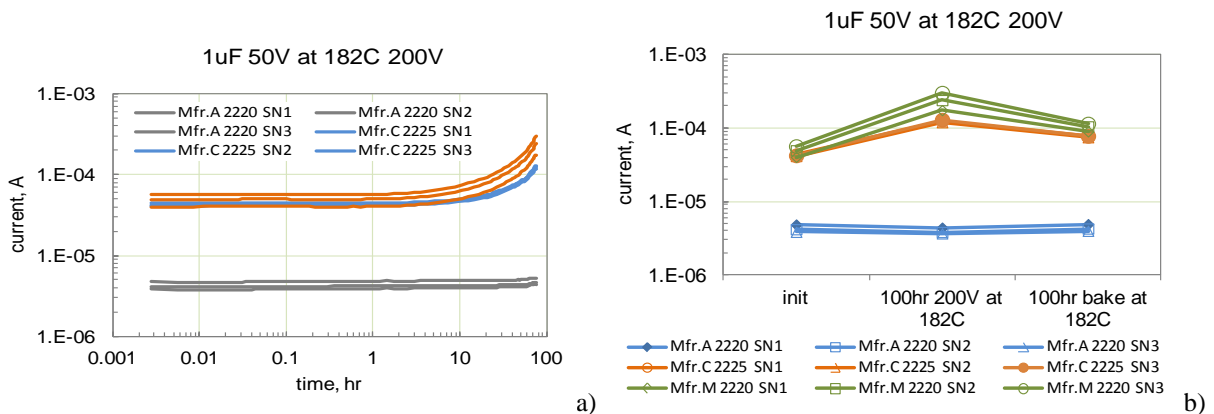 1uF 50V at 182C 200V
1.E-03
1.E-04
1.E-05
1.E-06
current, A
Mfr.A 2220 SN1
Mfr.A 2220 SN2
Mfr.A 2220 SN3
Mfr.C 2225 SN1
Mfr.C 2225 SN2
Mfr.C 2225 SN3
0.001 0.01 0.1 1 10 100
time, hr
a)
1uF 50V at 182C 200V
1.E-03
1.E-04
1.E-05
1.E-06
current, A
init
100hr 200V at
182C
100hr bake at
182C
Mfr.A 2220 SN1
Mfr.A 2220 SN2
Mfr.A 2220 SN3
Mfr.C 2225 SN1
Mfr.C 2225 SN2
Mfr.C 2225 SN3
Mfr.M 2220 SN1
Mfr.M 2220 SN2
Mfr.M 2220 SN3
b)